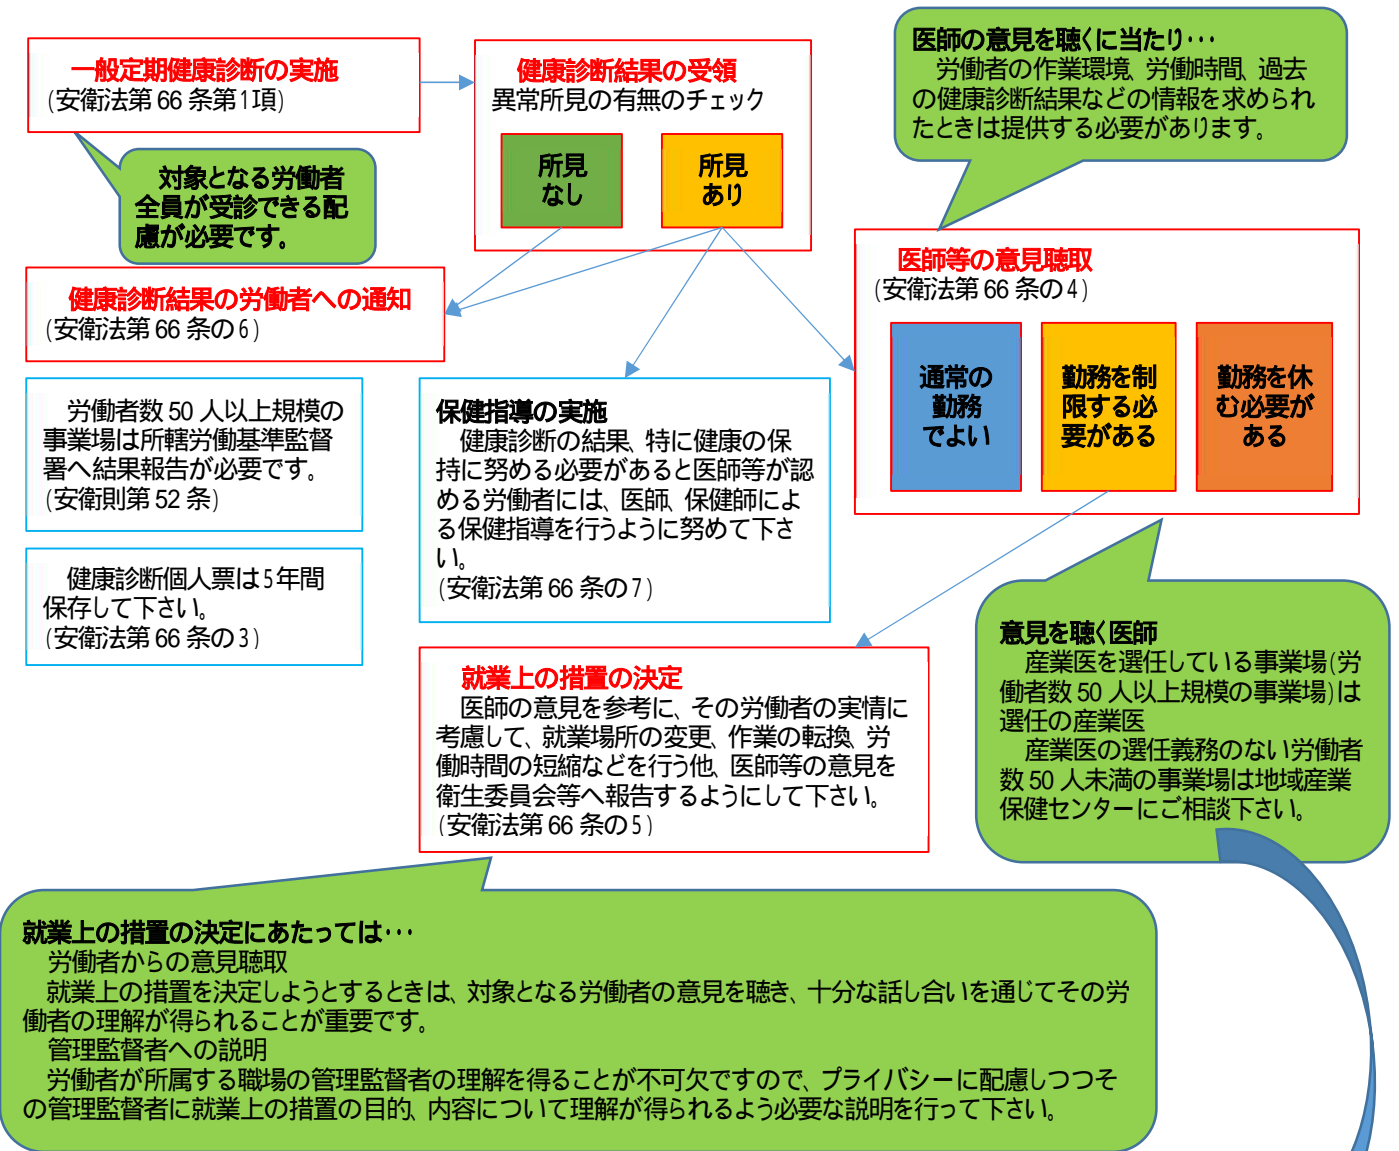 一般定期健康診断の実施
(安衛法第66条第1項)
対象となる労働者
全員が受診できる配
慮が必要です。
健康診断結果の受領
異常所見の有無のチェック
所見
なし
所見
あり
医師の意見を聴くに当たり…
労働者の作業環境、労働時間、過去
の健康診断結果などの情報を求められ
たときは提供する必要があります。
健康診断結果の労働者への通知
(安衛法第66条の6)
医師等の意見聴取
(安衛法第66条の4)
通常の
勤務
でよい
勤務を制
限する必
要がある
勤務を休
む必要が
ある
労働者数50人以上規模の
事業場は所轄労働基準監督
署へ結果報告が必要です。
(安衛則第52条)
健康診断個人票は5年間
保存して下さい。
(安衛法第66条の3)
保健指導の実施
健康診断の結果、特に健康の保
持に努める必要があると医師等が認
める労働者には、医師、保健師によ
る保健指導を行うように努めて下さ
い。
(安衛法第66条の7)
意見を聴く医師
産業医を選任している事業場(労
働者数50人以上規模の事業場)は
選任の産業医
産業医の選任義務のない労働者
数50人未満の事業場は地域産業
保健センターにご相談下さい。
就業上の措置の決定
医師の意見を参考に、その労働者の実情に
考慮して、就業場所の変更、作業の転換、労
働時間の短縮などを行う他、医師等の意見を
衛生委員会等へ報告するようにして下さい。
(安衛法第66条の5)
就業上の措置の決定にあたっては…
労働者からの意見聴取
就業上の措置を決定しようとするときは、対象となる労働者の意見を聴き、十分な話し合いを通じてその労
働者の理解が得られることが重要です。
管理監督者への説明
労働者が所属する職場の管理監督者の理解を得ることが不可欠ですので、プライバシーに配慮しつつそ
の管理監督者に就業上の措置の目的、内容について理解が得られるよう必要な説明を行って下さい。